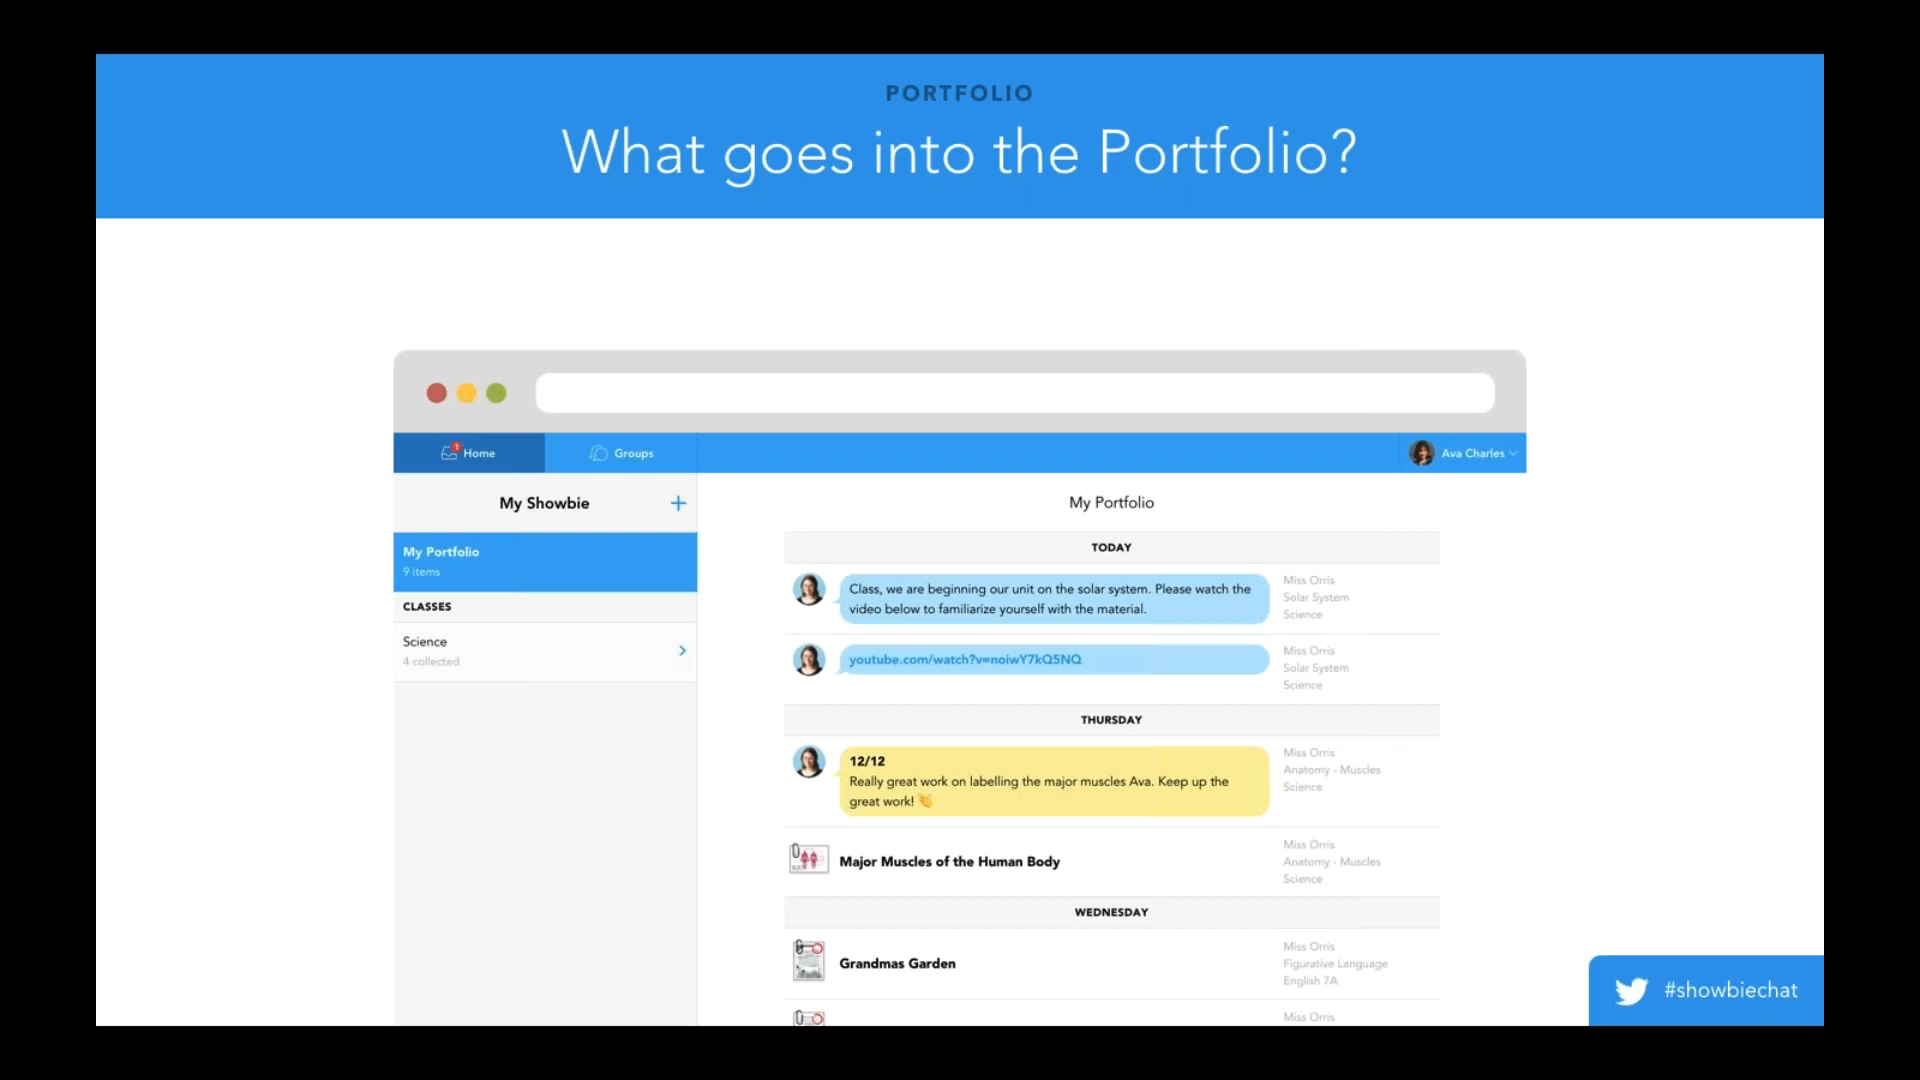 PORTFOLIO
What goes into the Portfolio?
1
Home
Groups
Ava Charles
My Showbie
+
My Portfolio
9 items
CLASSES
Science
4 collected
My Portfolio
TODAY
Class, we are beginning our unit on the solar system. Please watch the
video below to familiarize yourself with the material.
Miss Orris
Solar System
Science
youtube.com/watch?v=noiwY7kQ5NQ
Miss Orris
Solar System
Science
THURSDAY
12/12
Really great work on labelling the major muscles Ava. Keep up the
great work! 👏
Miss Orris
Anatomy - Muscles
Science
Major Muscles of the Human Body
Miss Orris
Anatomy - Muscles
Science
WEDNESDAY
Grandmas Garden
Miss Orris
Figurative Language
English 7A
Miss Orris
#showbiechat